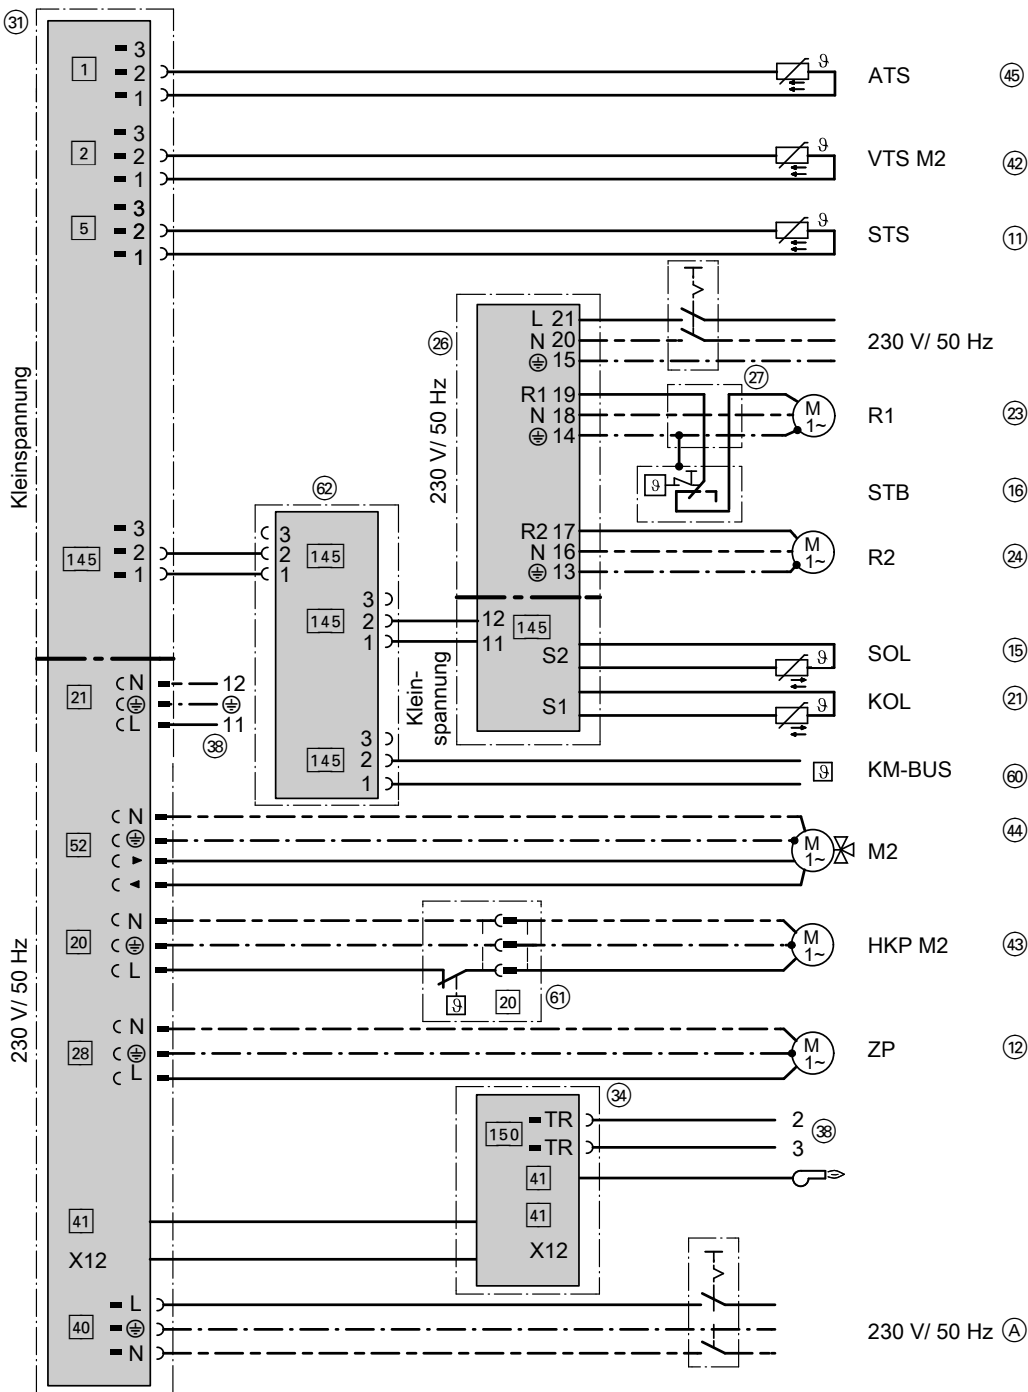 31
3
1 2 ϑ ATS 45
1
3
2 2 ϑ VTS M2 42
1
3
5 2 ϑ STS 11
1
Kleinspannung
26
230 V/ 50 Hz
L 21
N 20 230 V/ 50 Hz
15
27
R1 19
N 18 M 1~ R1 23
14
ϑ STB 16
R2 17
N 16 M 1~ R2 24
13
62
3 3
145 2 2 145
1 1
3
145 2 12 145
1 11
Klein-
spannung
S2 ϑ SOL 15
S1 ϑ KOL 21
21 N 12
L 11
38
3
145 2 ϑ KM-BUS 60
1
230 V/ 50 Hz
N
52 M 1~ M2 44
N
20 M 1~ HKP M2 43
L
ϑ 20 61
N
28 M 1~ ZP 12
L
34
150 TR 2 38
TR 3
41
41 41
X12 X12
L
40 230 V/ 50 Hz A
N